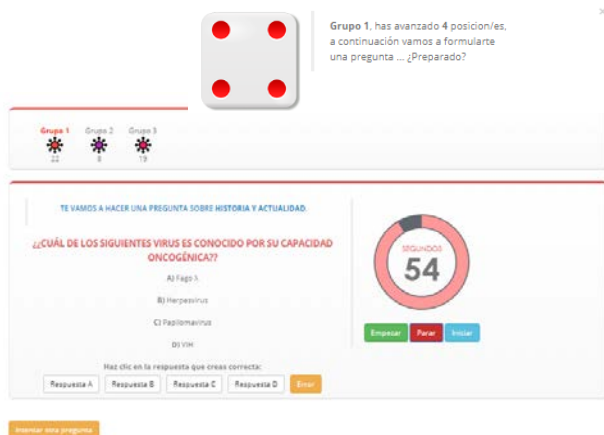 Grupo 1, has avanzado 4 posicion/es,
a continuación vamos a formularte
una pregunta ... ¿Preparado?
Grupo 1 Grupo 2 Grupo 3
22 8 19
TE VAMOS A HACER UNA PREGUNTA SOBRE HISTORIA Y ACTUALIDAD.
¿¿CUÁL DE LOS SIGUIENTES VIRUS ES CONOCIDO POR SU CAPACIDAD
ONCOGÉNICA??
A) Fago λ
B) Herpesvirus
C) Papilomavirus
D) VIH
Haz clic en la respuesta que creas correcta:
Respuesta A Respuesta B Respuesta C Respuesta D Error
SEGUNDOS
54
Empezar Parar Iniciar
Intentar otra pregunta